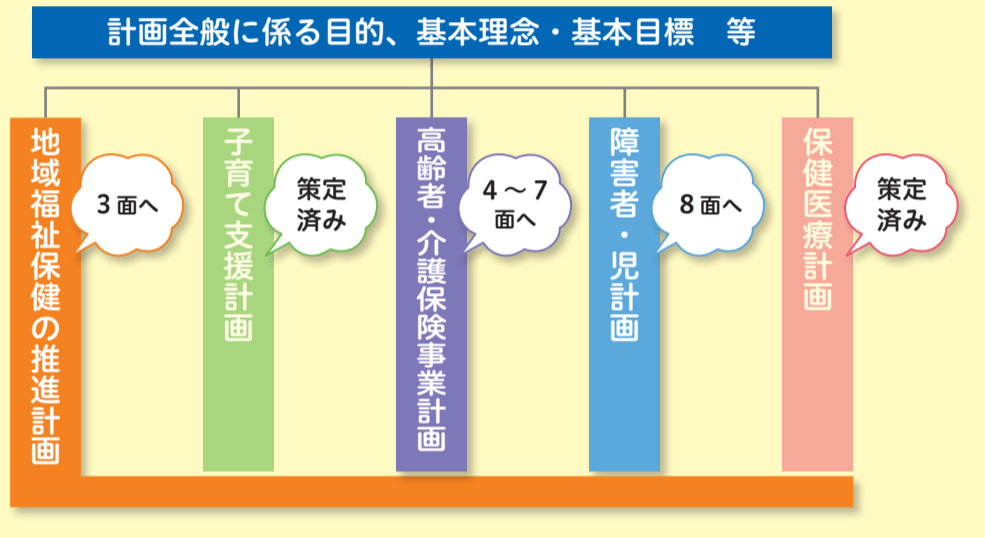 計画全般に係る目的、基本理念・基本目標　等
地域福祉保健の推進計画
3面へ
子育て支援計画
策定
済み
高齢者・介護保険事業計画
4～7
面へ
障害者・児計画
8面へ
保健医療計画
策定
済み